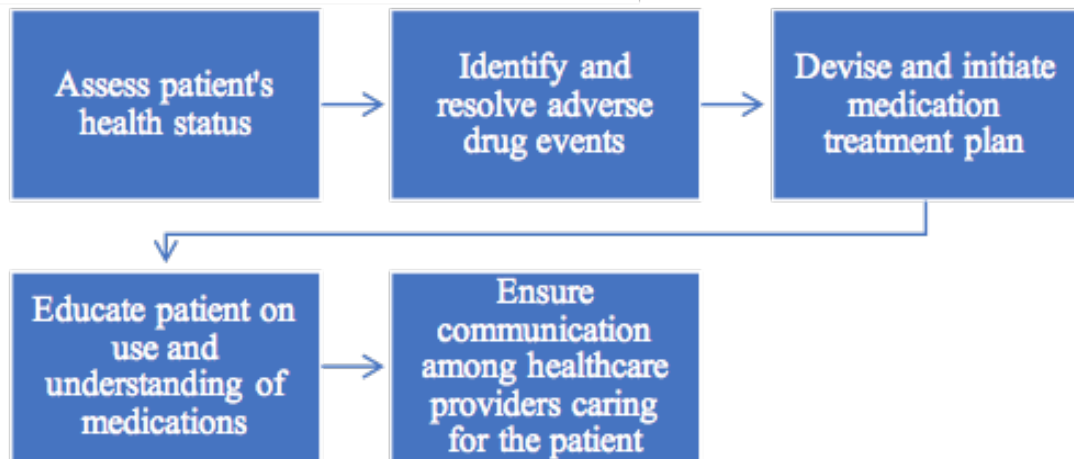 Assess patient's
health status
Identify and
resolve adverse
drug events
Devise and initiate
medication
treatment plan
Educate patient on
use and
understanding of
medications
Ensure
communication
among healthcare
providers caring
for the patient